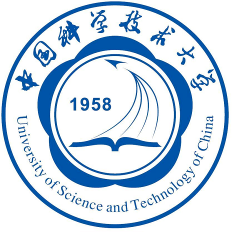 中国科学技术大学
1958
University of Science and Technology of China